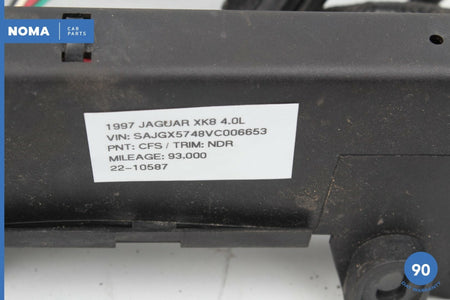 NOMA CAR
PARTS
1997 JAGUAR XK8 4.0L
VIN: SAJGX5748VC006653
PNT: CFS / TRIM: NDR
MILEAGE: 93,000
22-10587
90